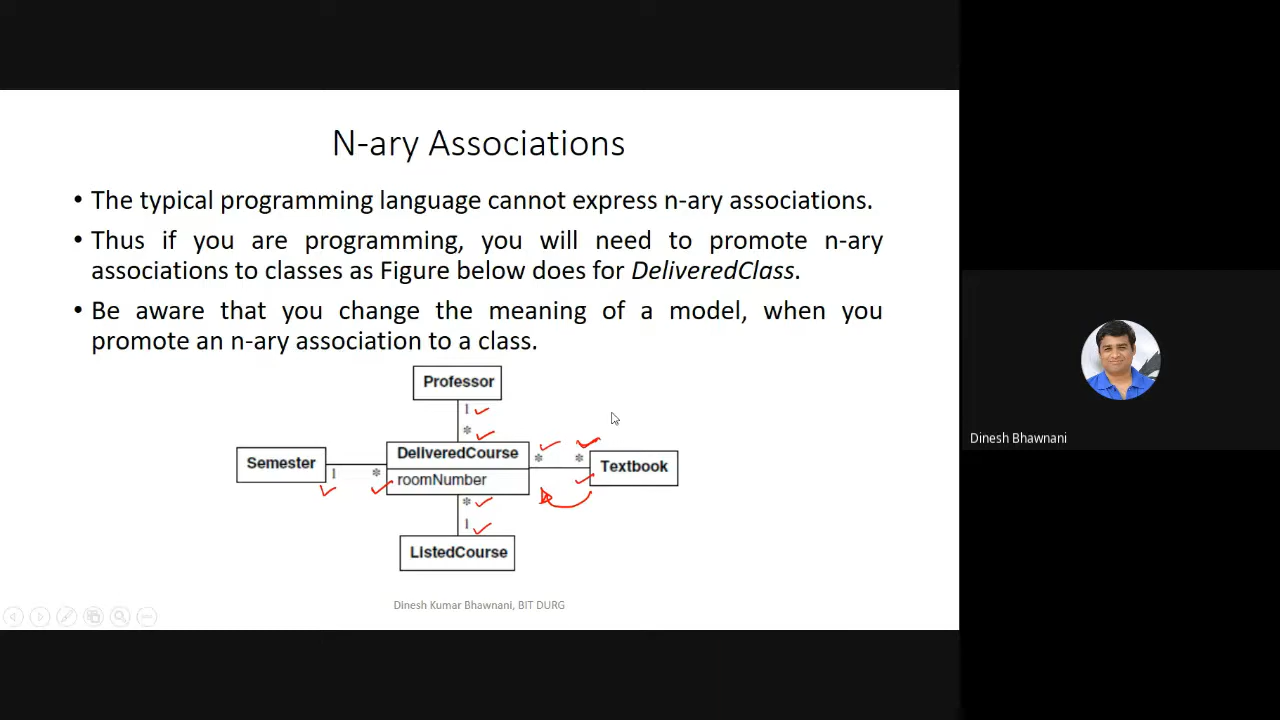 N-ary Associations
• The typical programming language cannot express n-ary associations.
• Thus if you are programming, you will need to promote n-ary
associations to classes as Figure below does for DeliveredClass.
• Be aware that you change the meaning of a model, when you
promote an n-ary association to a class.
Professor
1
*
DeliveredCourse
* *
Semester
1 *
Textbook
roomNumber
*
1
ListedCourse
Dinesh Kumar Bhawnani, BIT DURG
Dinesh Bhawnani